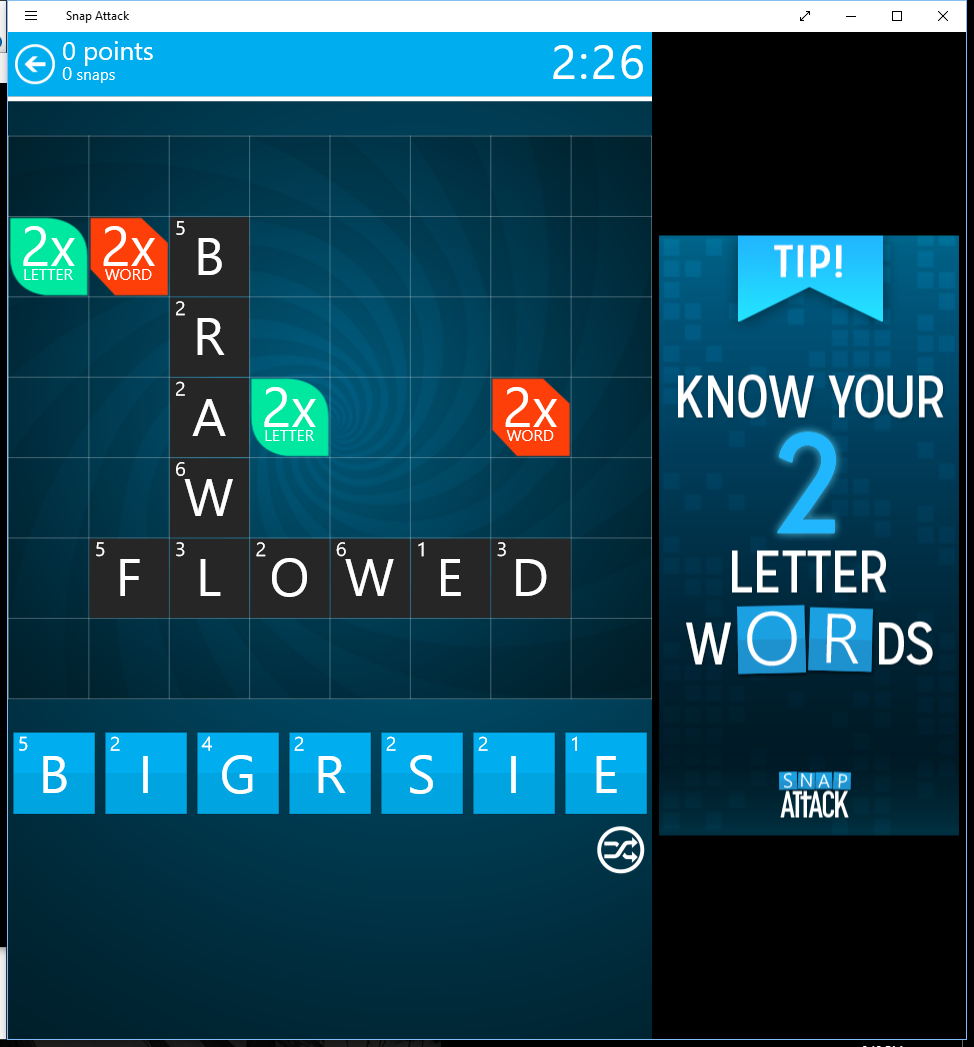 Snap Attack
0 points
0 snaps
2:26
2x LETTER
2x WORD
5 B
2 R
2 A
2x LETTER
2x WORD
6 W
5 F 3 L 2 O 6 W 1 E 3 D
5 B 2 I 4 G 2 R 2 S 2 I 1 E
TIP!
KNOW YOUR
2
LETTER
WORDS
SNAP
ATTACK